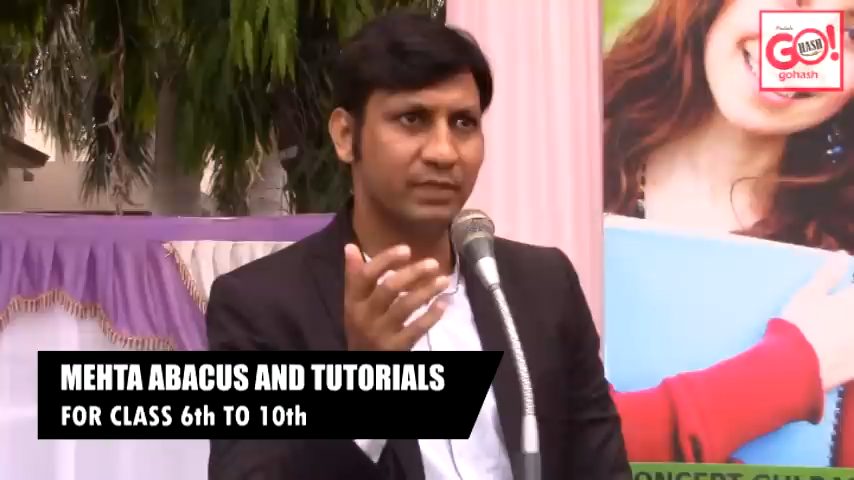 GO!
HASH
gohash
MEHTA ABACUS AND TUTORIALS
FOR CLASS 6th TO 10th